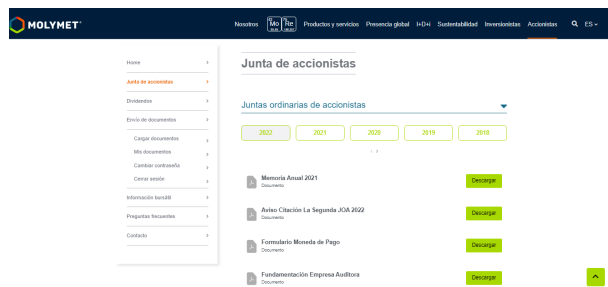 MOLYMET
Nosotros Mo Re Productos y servicios Presencia global I+D+i Sustentabilidad Inversionistas Accionistas ES
Home
Junta de accionistas
Dividendos
Envío de documentos
Cargar documentos
Mis documentos
Cambiar contraseña
Cerrar sesión
Información bursátil
Preguntas frecuentes
Contacto
Junta de accionistas
Juntas ordinarias de accionistas
2022 2021 2020 2019 2018
Memoria Anual 2021
Documento
Descargar
Aviso Citación La Segunda JOA 2022
Documento
Descargar
Formulario Moneda de Pago
Documento
Descargar
Fundamentación Empresa Auditora
Documento
Descargar